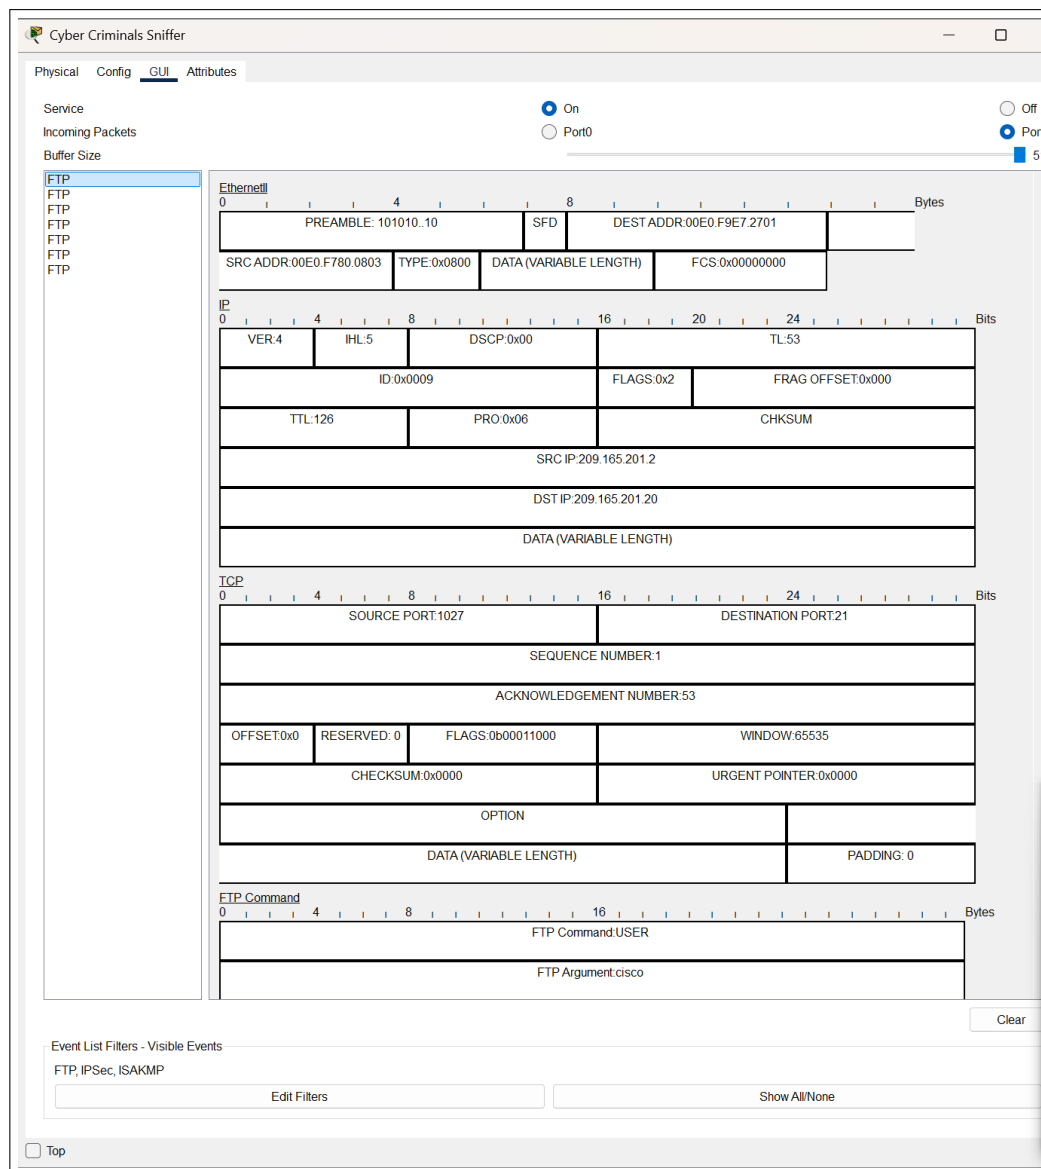 Cyber Criminals Sniffer
Physical Config GUI Attributes
Service On Off
Incoming Packets Port0
Buffer Size 5
FTP
FTP
FTP
FTP
FTP
FTP
FTP
EthernetII
0 4 8 Bytes
PREAMBLE: 101010..10 SFD DEST ADDR:00E0.F9E7.2701
SRC ADDR:00E0.F780.0803 TYPE:0x0800 DATA (VARIABLE LENGTH) FCS:0x00000000
IP
0 4 8 16 20 24 Bits
VER:4 IHL:5 DSCP:0x00 TL:53
ID:0x0009 FLAGS:0x2 FRAG OFFSET:0x000
TTL:126 PRO:0x06 CHKSUM
SRC IP:209.165.201.2
DST IP:209.165.201.20
DATA (VARIABLE LENGTH)
TCP
0 4 8 16 24 Bits
SOURCE PORT:1027 DESTINATION PORT:21
SEQUENCE NUMBER:1
ACKNOWLEDGEMENT NUMBER:53
OFFSET:0x0 RESERVED: 0 FLAGS:0b00011000 WINDOW:65535
CHECKSUM:0x0000 URGENT POINTER:0x0000
OPTION
DATA (VARIABLE LENGTH) PADDING: 0
FTP Command
0 4 8 16 Bytes
FTP Command:USER
FTP Argument:cisco
Clear
Event List Filters - Visible Events
FTP, IPSec, ISAKMP
Edit Filters Show All/None
Top